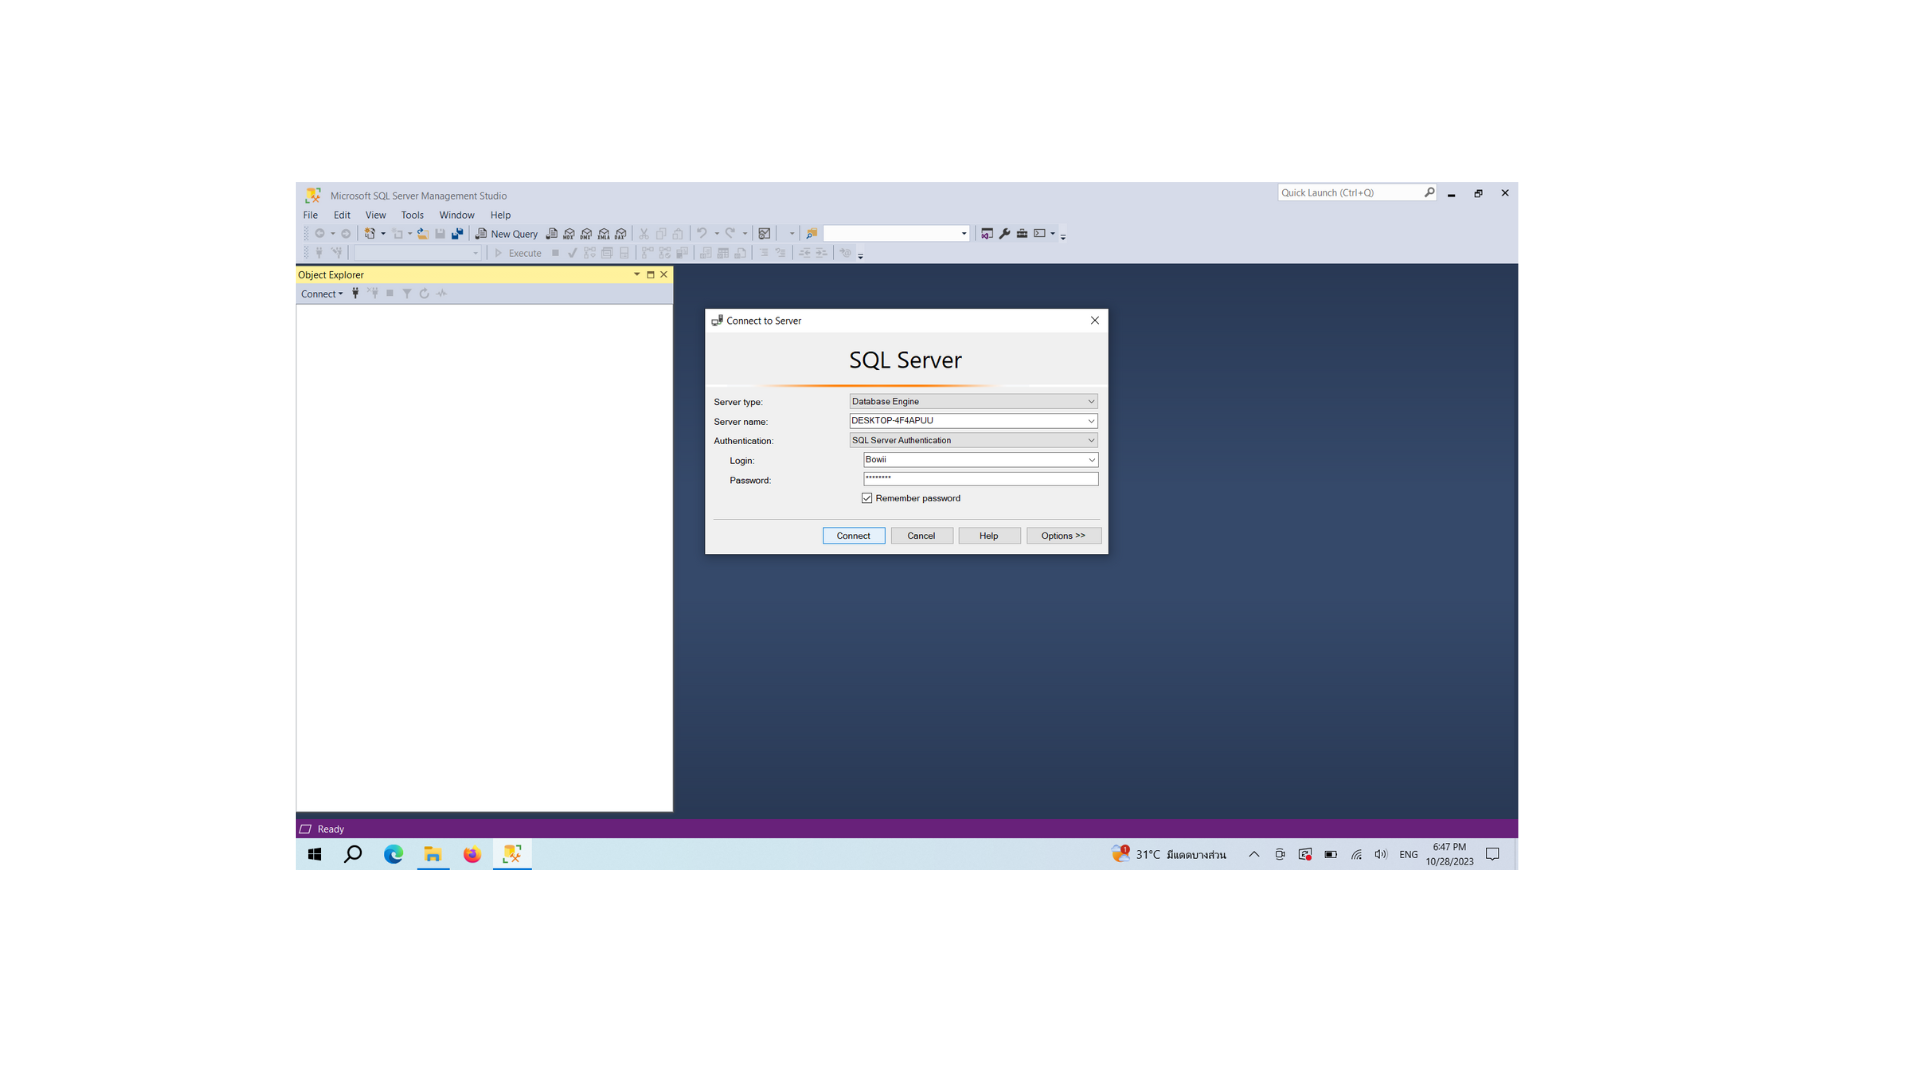 Microsoft SQL Server Management Studio
Quick Launch (Ctrl+Q)
File Edit View Tools Window Help
New Query
Execute
Object Explorer
Connect
Connect to Server
SQL Server
Server type: Database Engine
Server name: DESKTOP-4F4APUU
Authentication: SQL Server Authentication
Login: Bowii
Password: ********
Remember password
Connect Cancel Help Options >>
Ready
1
31°C มีแดดบางส่วน
ENG
6:47 PM
10/28/2023